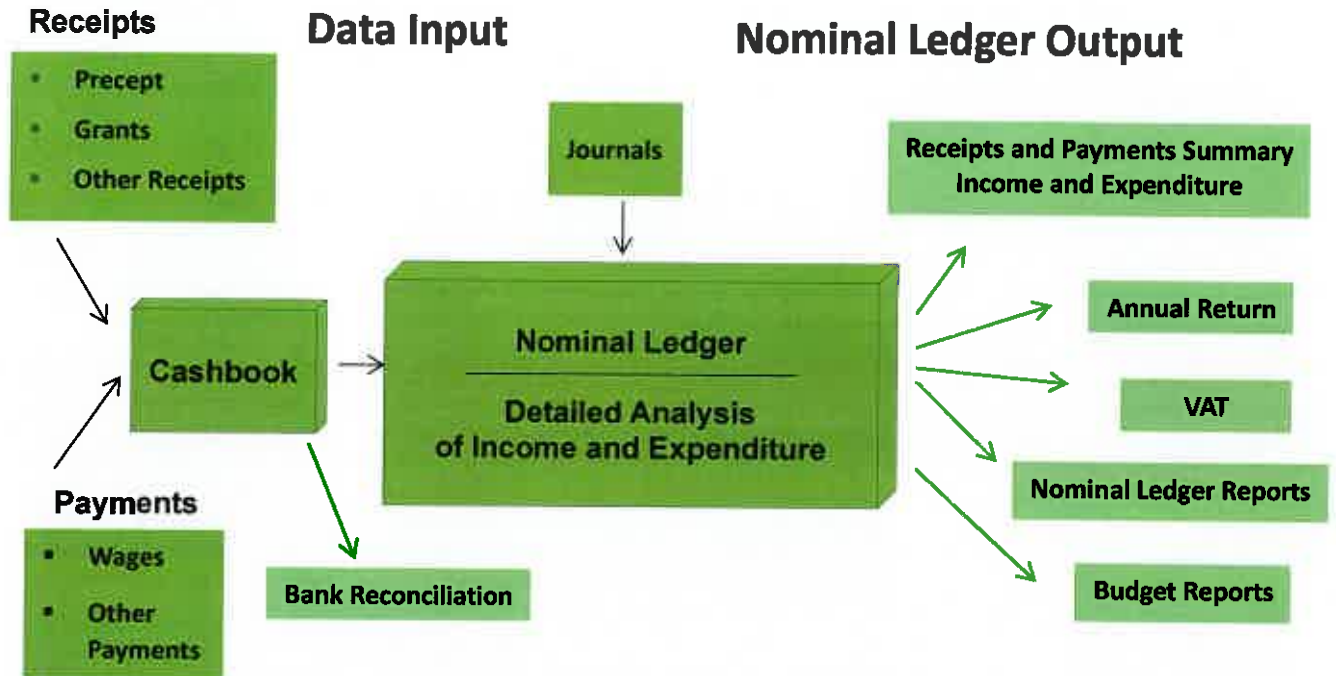 Receipts
Data Input
Nominal Ledger Output
▪ Precept
▪ Grants
▪ Other Receipts
Journals
Receipts and Payments Summary
Income and Expenditure
Cashbook
Nominal Ledger
Detailed Analysis
of Income and Expenditure
Annual Return
VAT
Nominal Ledger Reports
Budget Reports
Payments
▪ Wages
▪ Other
Payments
Bank Reconciliation